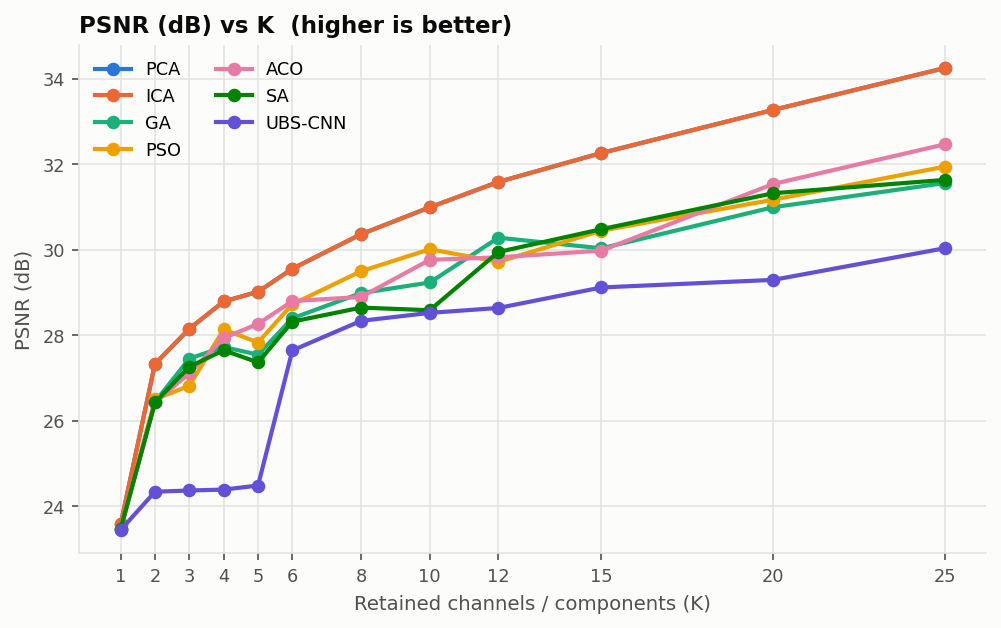 PSNR (dB) vs K  (higher is better)
PCA
ICA
GA
PSO
ACO
SA
UBS-CNN
PSNR (dB)
34
32
30
28
26
24
1 2 3 4 5 6 8 10 12 15 20 25
Retained channels / components (K)